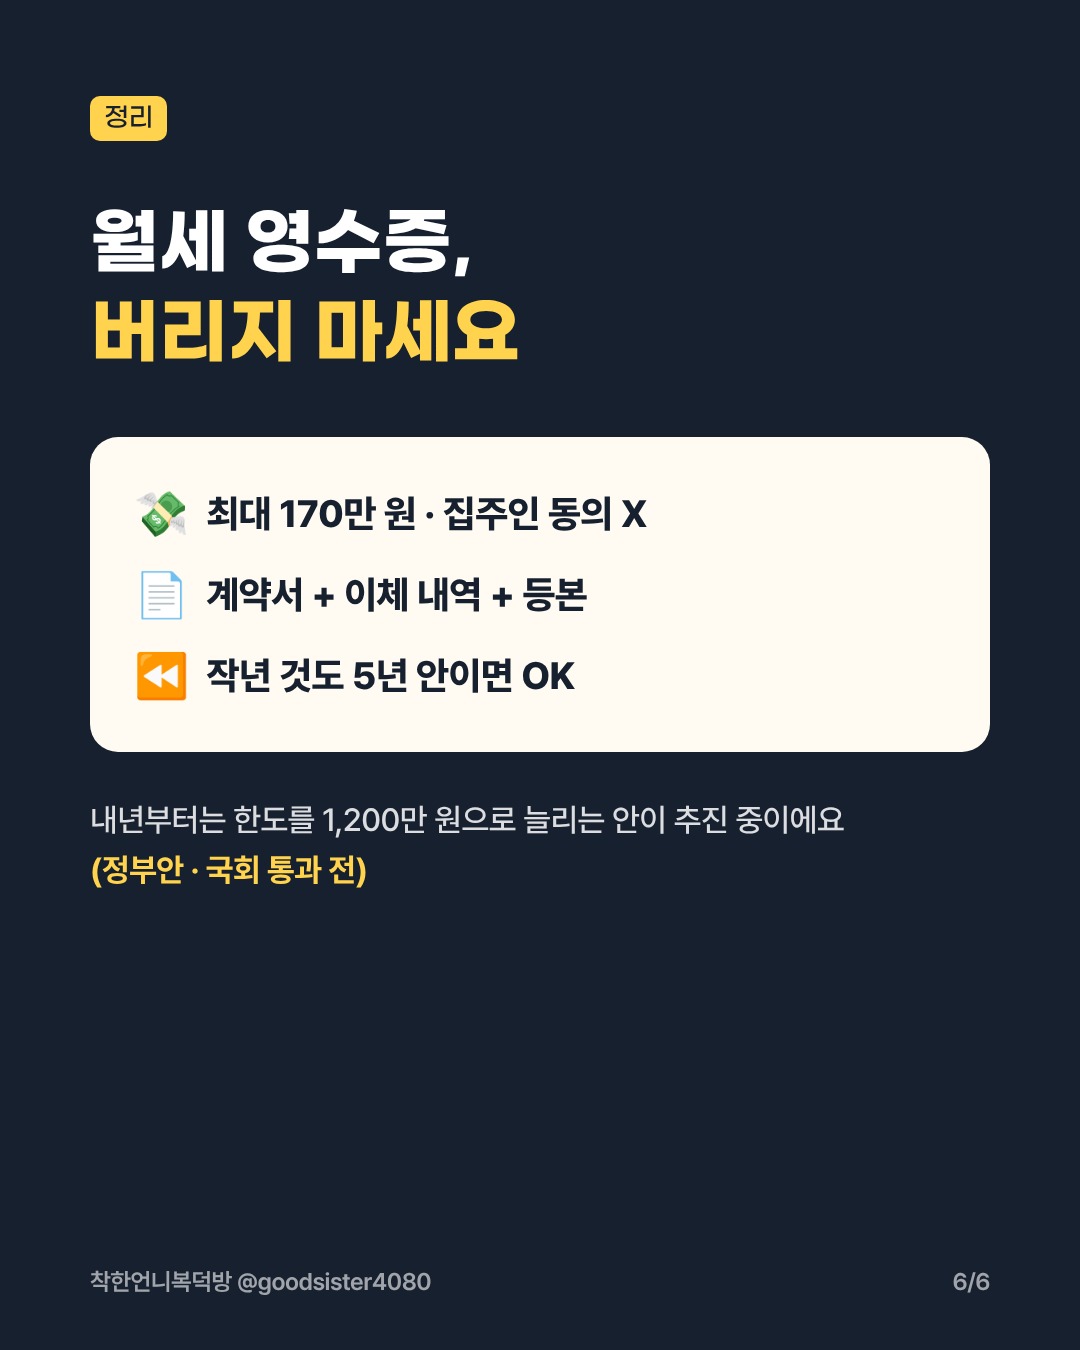 정리
월세 영수증,
버리지 마세요
최대 170만 원 · 집주인 동의 X
계약서 + 이체 내역 + 등본
작년 것도 5년 안이면 OK
내년부터는 한도를 1,200만 원으로 늘리는 안이 추진 중이에요
(정부안 · 국회 통과 전)
착한언니복덕방 @goodsister4080
6/6